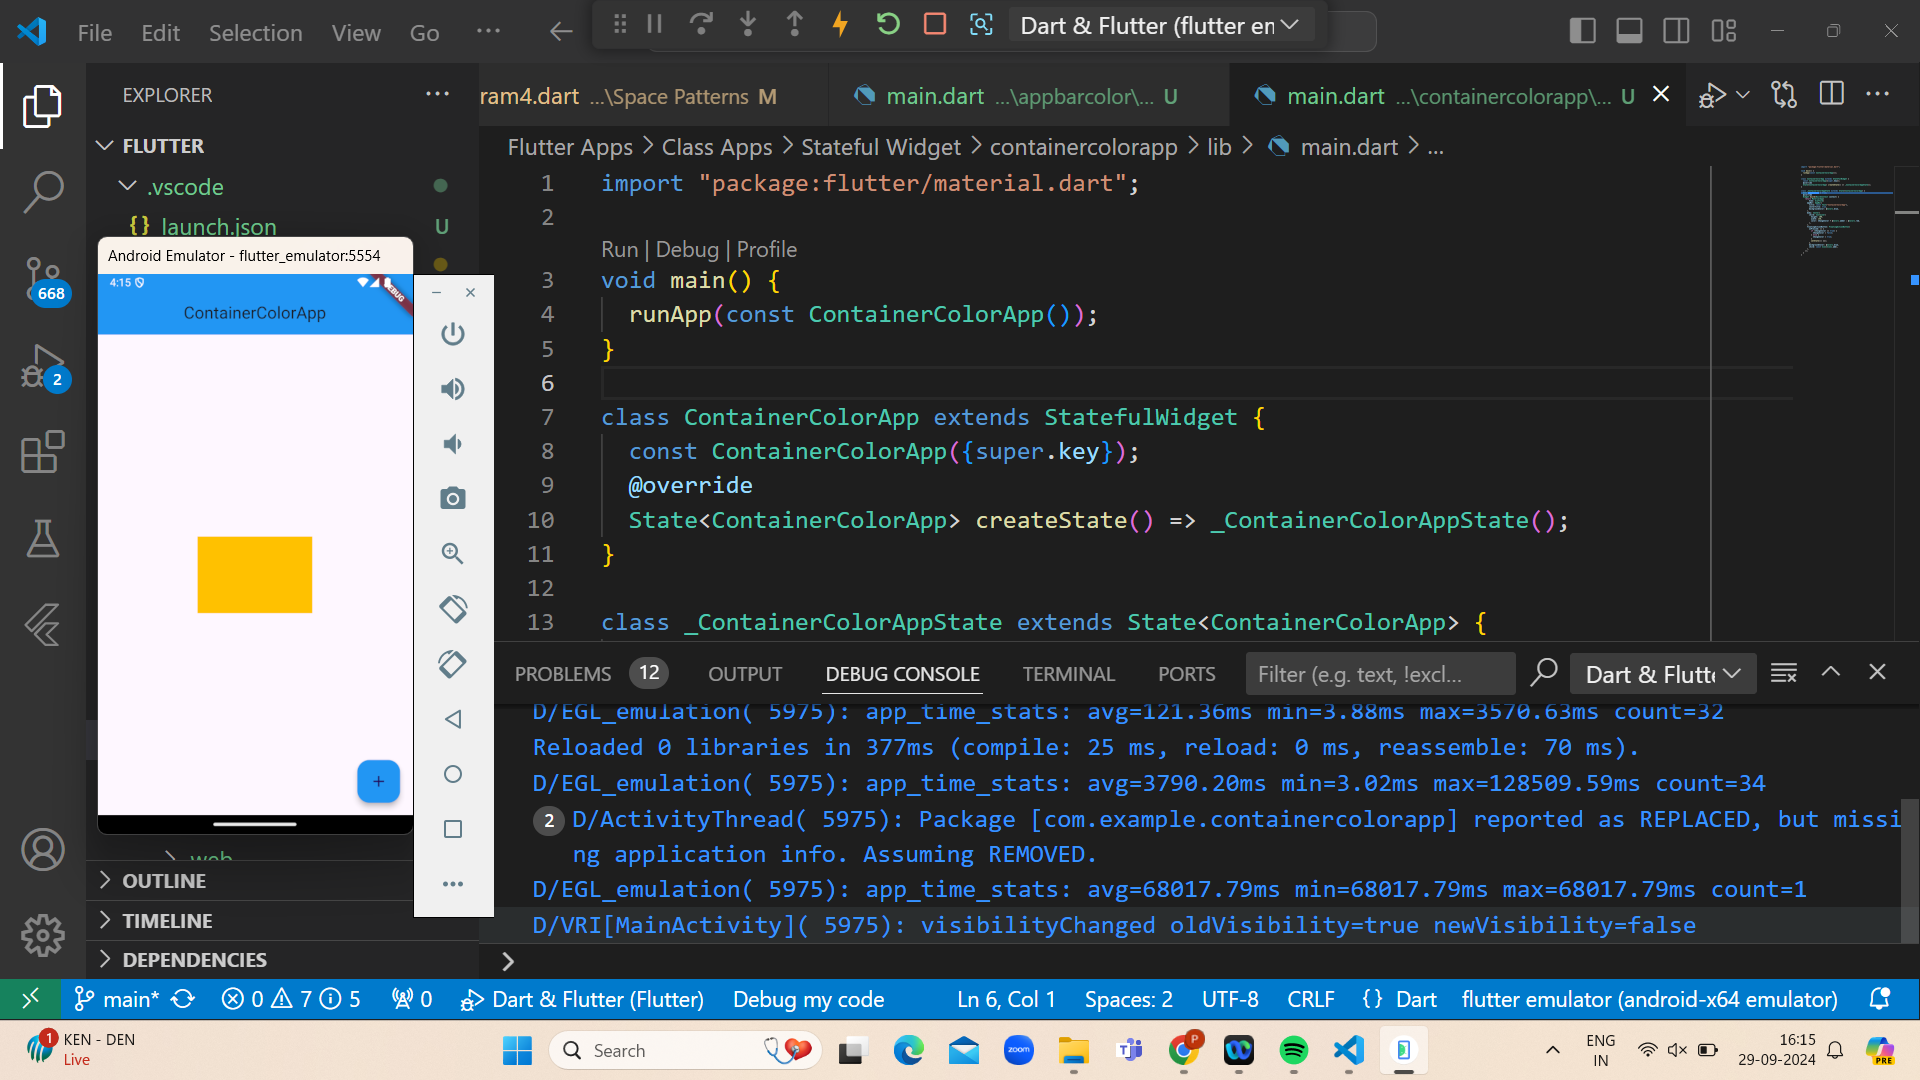 File Edit Selection View Go ...
Dart & Flutter (flutter en
EXPLORER
ram4.dart ...\Space Patterns M
main.dart ...\appbarcolor\... U
main.dart ...\containercolorapp\... U
FLUTTER
Flutter Apps > Class Apps > Stateful Widget > containercolorapp > lib > main.dart > ...
.vscode
{} launch.json U
668
2
Android Emulator - flutter_emulator:5554
4:15
DEBUG
ContainerColorApp
+
1 import "package:flutter/material.dart";
2
Run | Debug | Profile
3 void main() {
4 runApp(const ContainerColorApp());
5 }
6
7 class ContainerColorApp extends StatefulWidget {
8 const ContainerColorApp({super.key});
9 @override
10 State<ContainerColorApp> createState() => _ContainerColorAppState();
11 }
12
13 class _ContainerColorAppState extends State<ContainerColorApp> {
PROBLEMS 12 OUTPUT DEBUG CONSOLE TERMINAL PORTS Filter (e.g. text, !excl... Dart & Flutte
D/EGL_emulation( 5975): app_time_stats: avg=121.36ms min=3.88ms max=3570.63ms count=32
Reloaded 0 libraries in 377ms (compile: 25 ms, reload: 0 ms, reassemble: 70 ms).
D/EGL_emulation( 5975): app_time_stats: avg=3790.20ms min=3.02ms max=128509.59ms count=34
2 D/ActivityThread( 5975): Package [com.example.containercolorapp] reported as REPLACED, but missi
ng application info. Assuming REMOVED.
D/EGL_emulation( 5975): app_time_stats: avg=68017.79ms min=68017.79ms max=68017.79ms count=1
D/VRI[MainActivity]( 5975): visibilityChanged oldVisibility=true newVisibility=false
>
web
OUTLINE
TIMELINE
DEPENDENCIES
main* 0 7 5 0 Dart & Flutter (Flutter) Debug my code Ln 6, Col 1 Spaces: 2 UTF-8 CRLF {} Dart flutter emulator (android-x64 emulator)
1 KEN - DEN
Live
Search
zoom
P
PRE
ENG
IN
16:15
29-09-2024